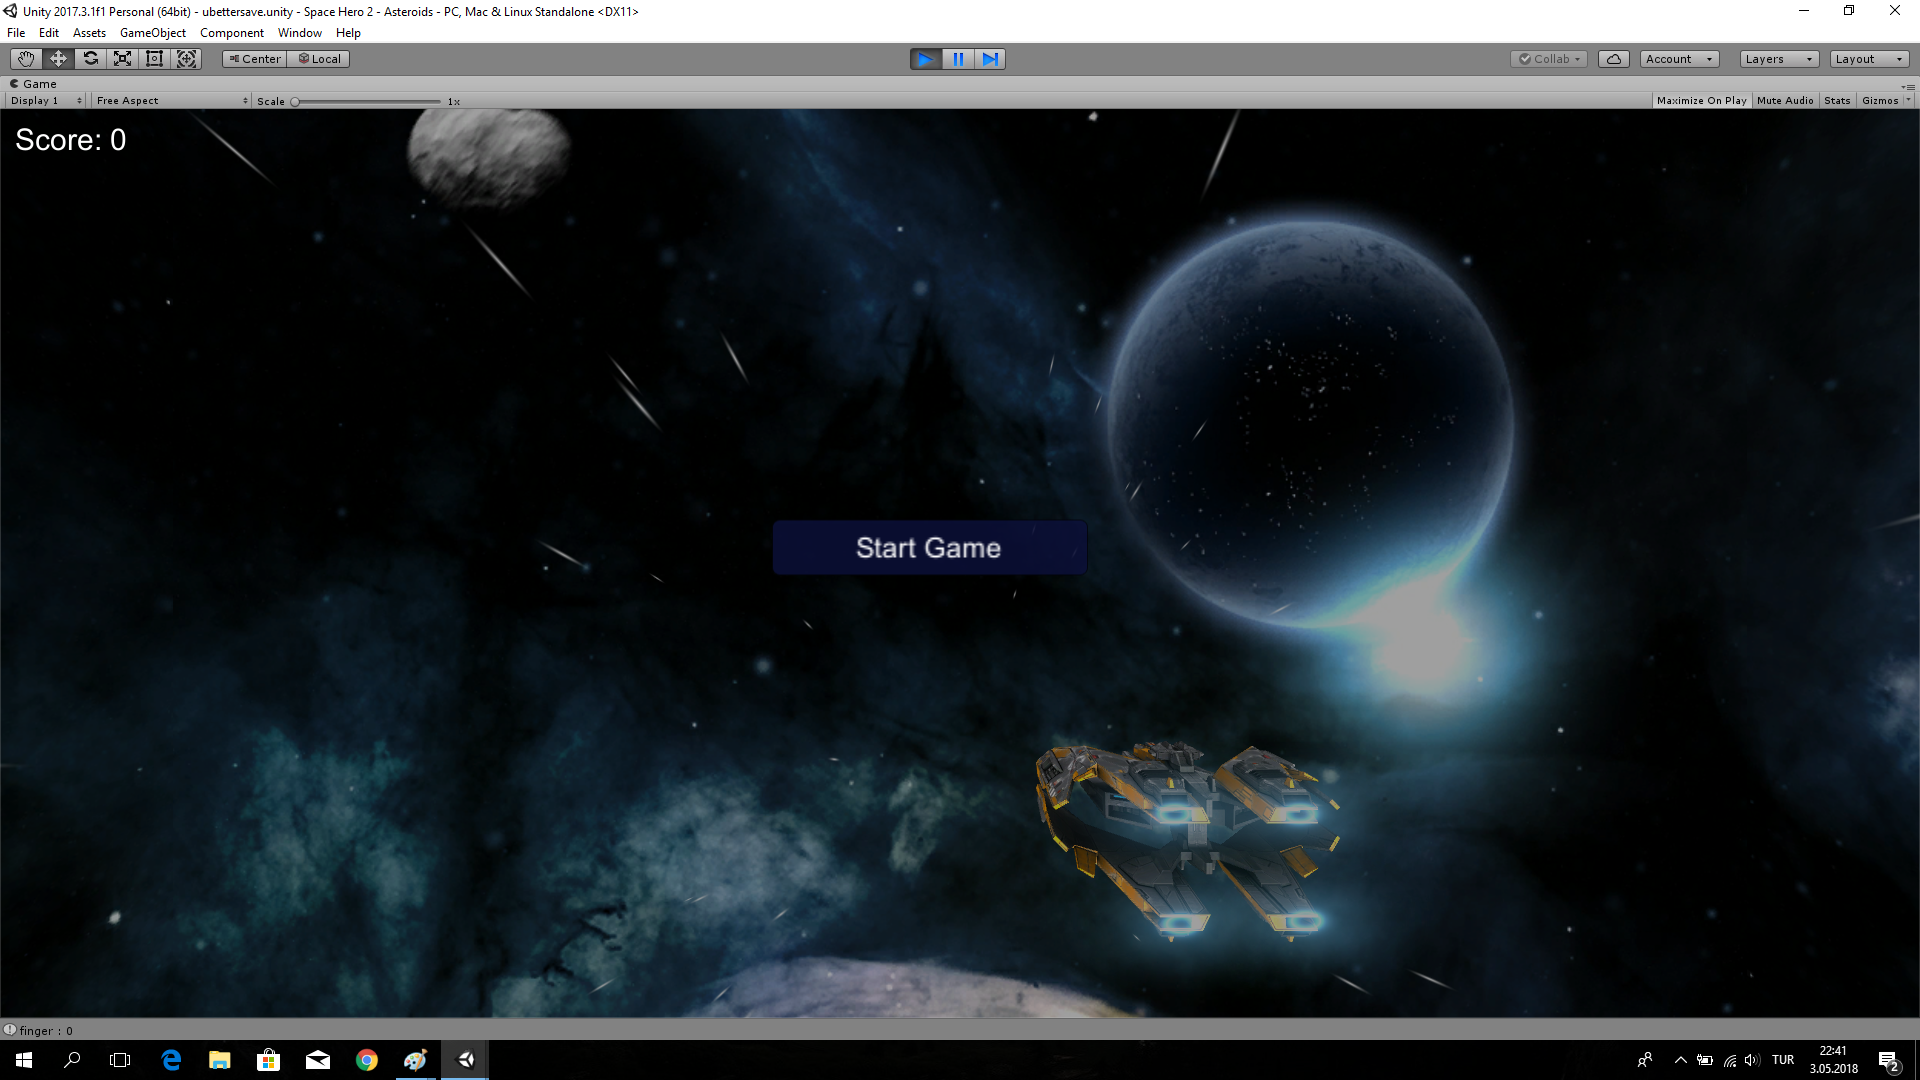 Unity 2017.3.1f1 Personal (64bit) - ubettersave.unity - Space Hero 2 - Asteroids - PC, Mac & Linux Standalone <DX11>
File Edit Assets GameObject Component Window Help
Center Local Collab Account Layers Layout
Game
Display 1 Free Aspect Scale 1x Maximize On Play Mute Audio Stats Gizmos
Score: 0
Start Game
finger : 0
TUR 22:41
3.05.2018
2